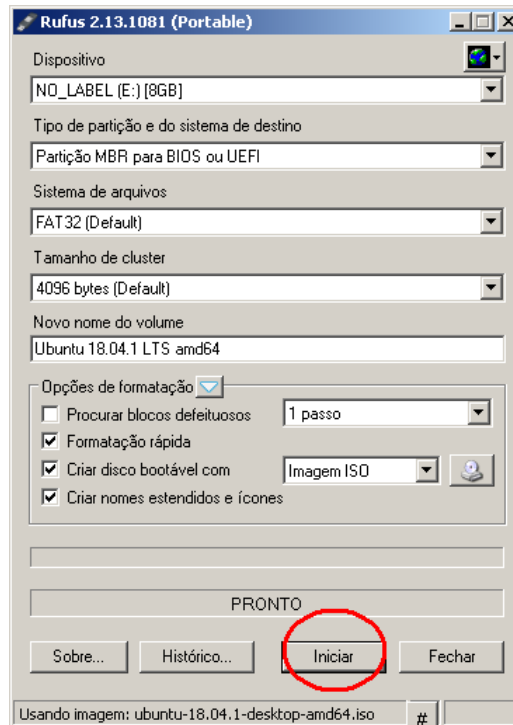 Rufus 2.13.1081 (Portable)
Dispositivo
NO_LABEL (E:) [8GB]
Tipo de partição e do sistema de destino
Partição MBR para BIOS ou UEFI
Sistema de arquivos
FAT32 (Default)
Tamanho de cluster
4096 bytes (Default)
Novo nome do volume
Ubuntu 18.04.1 LTS amd64
Opções de formatação
Procurar blocos defeituosos 1 passo
Formatação rápida
Criar disco bootável com Imagem ISO
Criar nomes estendidos e ícones
PRONTO
Sobre... Histórico... Iniciar Fechar
Usando imagem: ubuntu-18.04.1-desktop-amd64.iso #